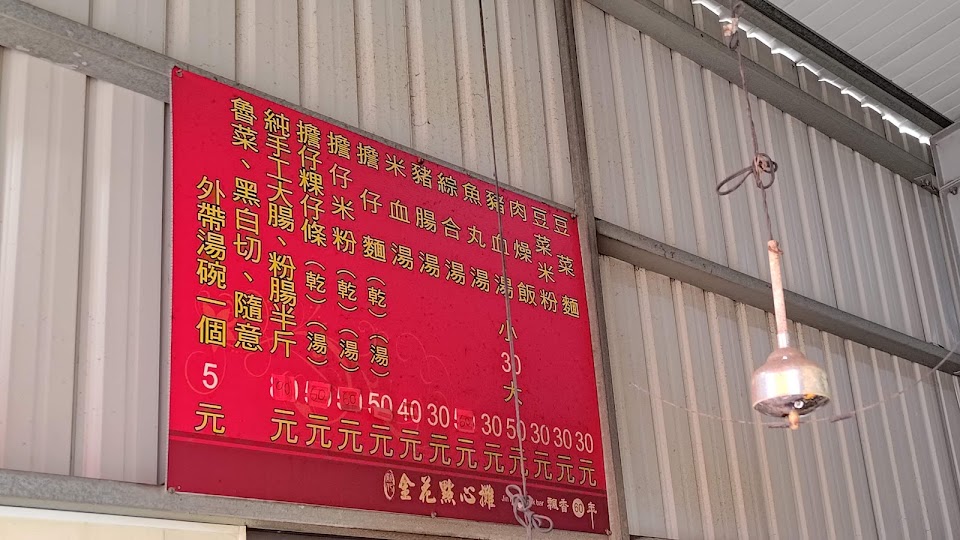 豆菜麵 30元
豆菜米粉 30元
肉燥飯 30元
豬血湯 小30大50元
魚丸湯 30元
綜合湯 元
豬腸湯 30元
米血湯 40元
擔仔麵（乾）（湯） 50元
擔仔米粉（乾）（湯） 50元
擔仔粿仔條（乾）（湯） 50元
純手工大腸、粉腸半斤 元
魯菜、黑白切、隨意
外帶湯碗一個 5元
金花點心攤
飄香60年